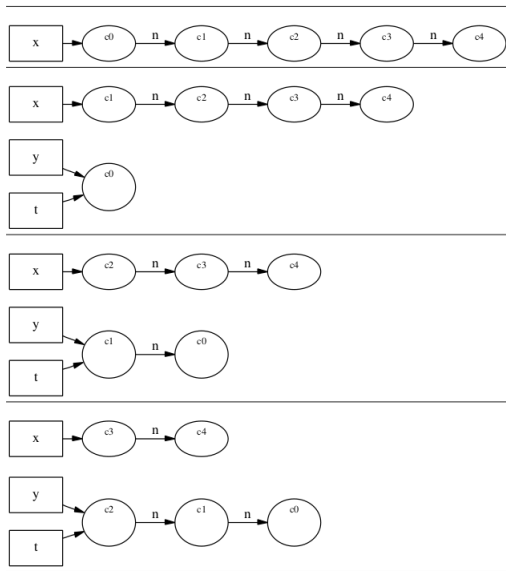 x c0 n c1 n c2 n c3 n c4
x c1 n c2 n c3 n c4
y
c0
t
x c2 n c3 n c4
y
c1 n c0
t
x c3 n c4
y
c2 n c1 n c0
t